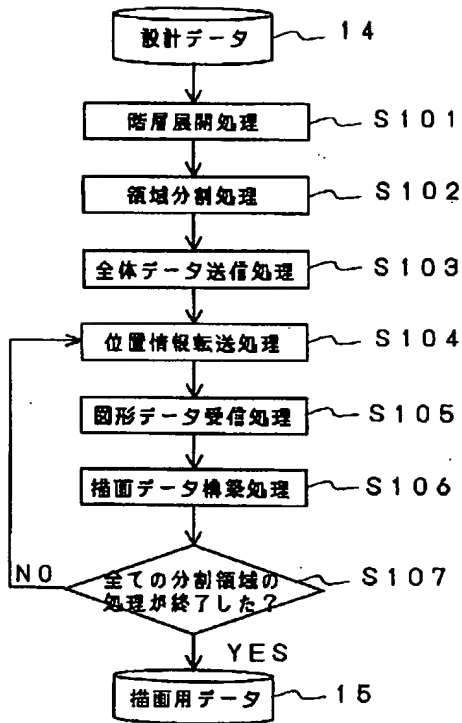 設計データ 14
階層展開処理 S101
領域分割処理 S102
全体データ送信処理 S103
位置情報転送処理 S104
図形データ受信処理 S105
描画データ構築処理 S106
全ての分割領域の S107
処理が終了した?
NO
YES
描画用データ 15